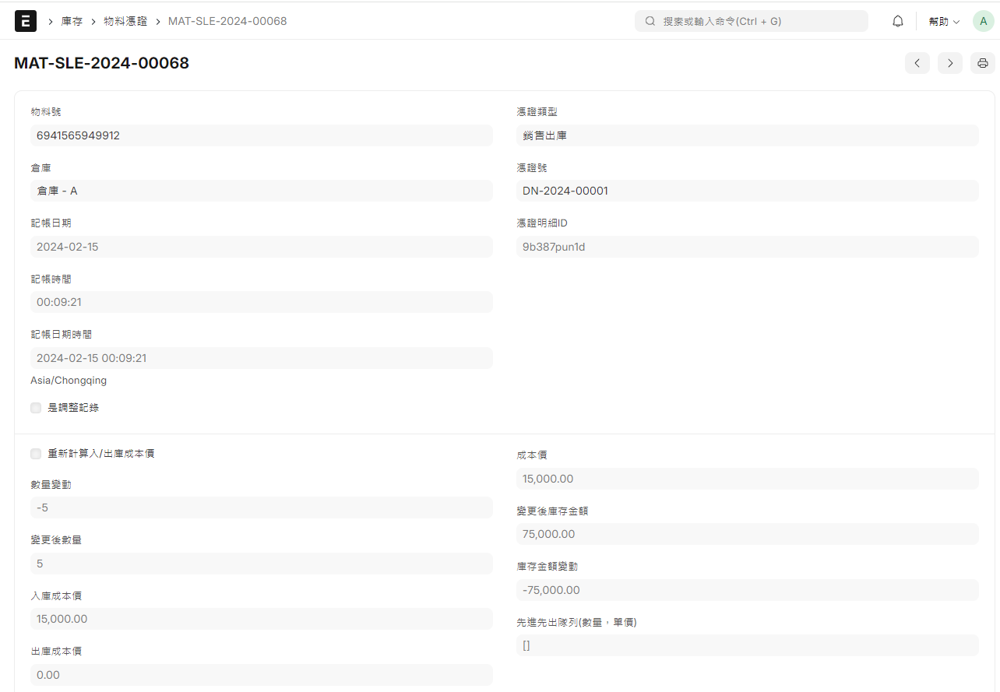 E
庫存
物料憑證
MAT-SLE-2024-00068
搜索或輸入命令(Ctrl + G)
幫助
A
MAT-SLE-2024-00068
物料號
6941565949912
倉庫
倉庫 - A
記帳日期
2024-02-15
記帳時間
00:09:21
記帳日期時間
2024-02-15 00:09:21
Asia/Chongqing
是調整記錄
憑證類型
銷售出庫
憑證號
DN-2024-00001
憑證明細ID
9b387pun1d
重新計算入/出庫成本價
數量變動
-5
變更後數量
5
入庫成本價
15,000.00
出庫成本價
0.00
成本價
15,000.00
變更後庫存金額
75,000.00
庫存金額變動
-75,000.00
先進先出隊列(數量，單價)
[]